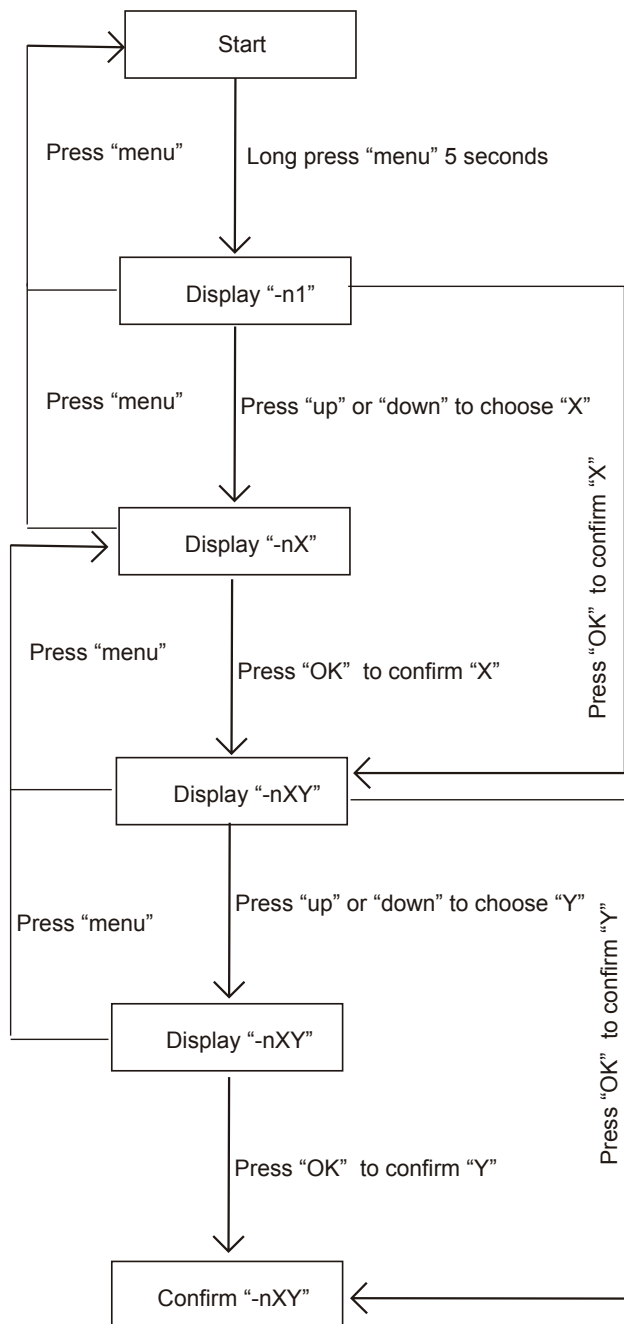 Start
Press “menu”
Long press “menu” 5 seconds
Display “-n1”
Press “menu”
Press “up” or “down” to choose “X”
Press “OK”  to confirm “X”
Display “-nX”
Press “menu”
Press “OK”  to confirm “X”
Display “-nXY”
Press “menu”
Press “up” or “down” to choose “Y”
Press “OK”  to confirm “Y”
Display “-nXY”
Press “OK”  to confirm “Y”
Confirm “-nXY”